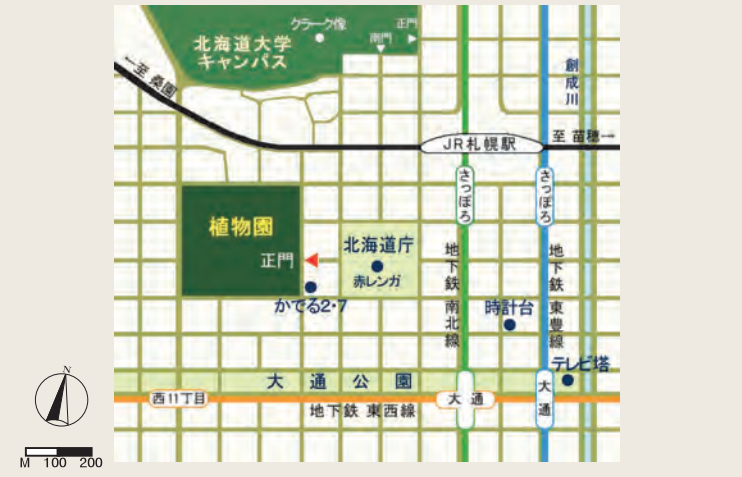 クラーク像
正門
南門
北海道大学
キャンパス
←至 桑園
創成川
JR札幌駅
至 苗穂→
さっぽろ
さっぽろ
植物園
正門
北海道庁
赤レンガ
かでる2・7
地下鉄 南北線
地下鉄 東豊線
時計台
テレビ塔
大通公園
西11丁目
地下鉄 東西線
大通
大通
N
M 100 200